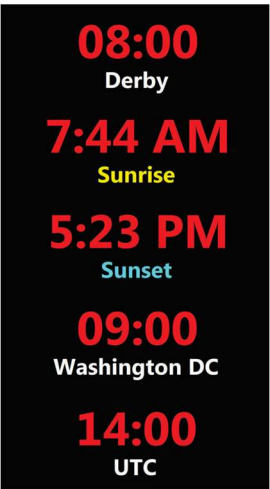 08:00
Derby
7:44 AM
Sunrise
5:23 PM
Sunset
09:00
Washington DC
14:00
UTC